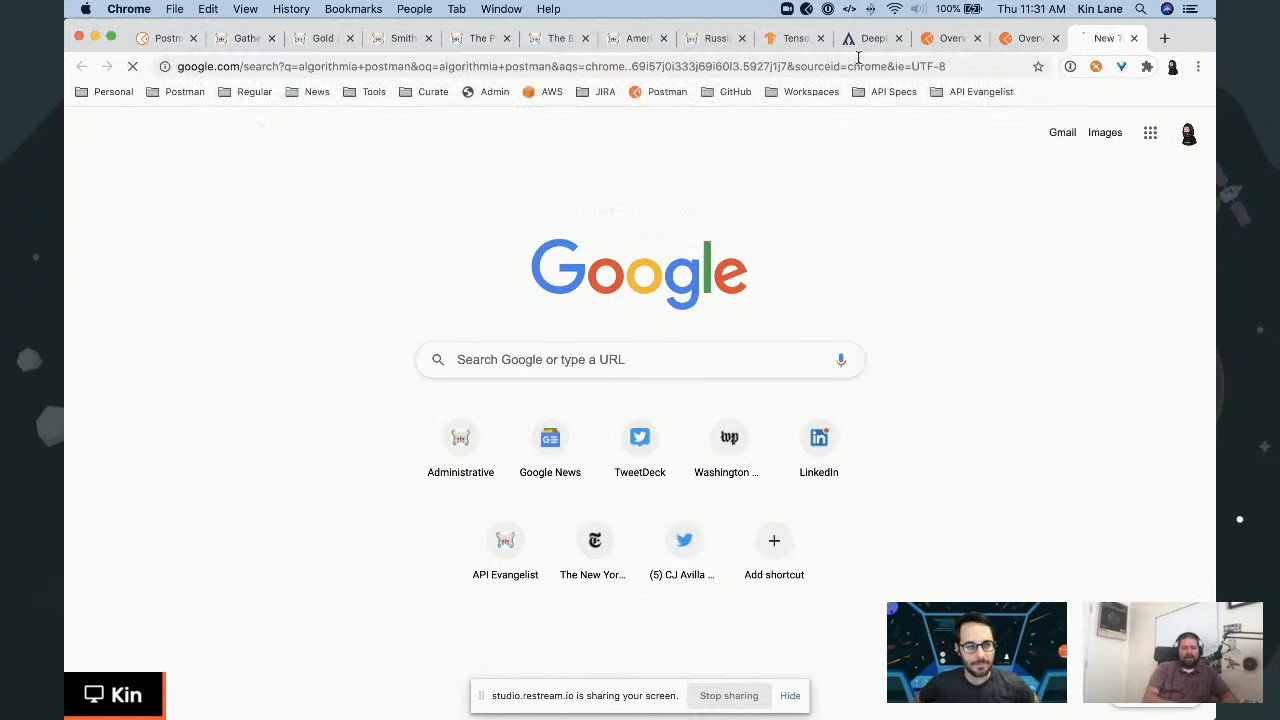 Chrome File Edit View History Bookmarks People Tab Window Help 100% Thu 11:31 AM Kin Lane
Postm Gathe Gold a Smith The P The B Ameri Russi Tenso Deepl Overv Overv New T
google.com/search?q=algorithmia+postman&oq=algorithmia+postman&aqs=chrome..69i57j0i333j69i60l3.5927j1j7&sourceid=chrome&ie=UTF-8
Personal Postman Regular News Tools Curate Admin AWS JIRA Postman GitHub Workspaces API Specs API Evangelist
Gmail Images
Google
Search Google or type a URL
Administrative Google News TweetDeck Washington ... LinkedIn
API Evangelist The New Yor... (5) CJ Avilla ... Add shortcut
studio.restream.io is sharing your screen. Stop sharing Hide
Kin